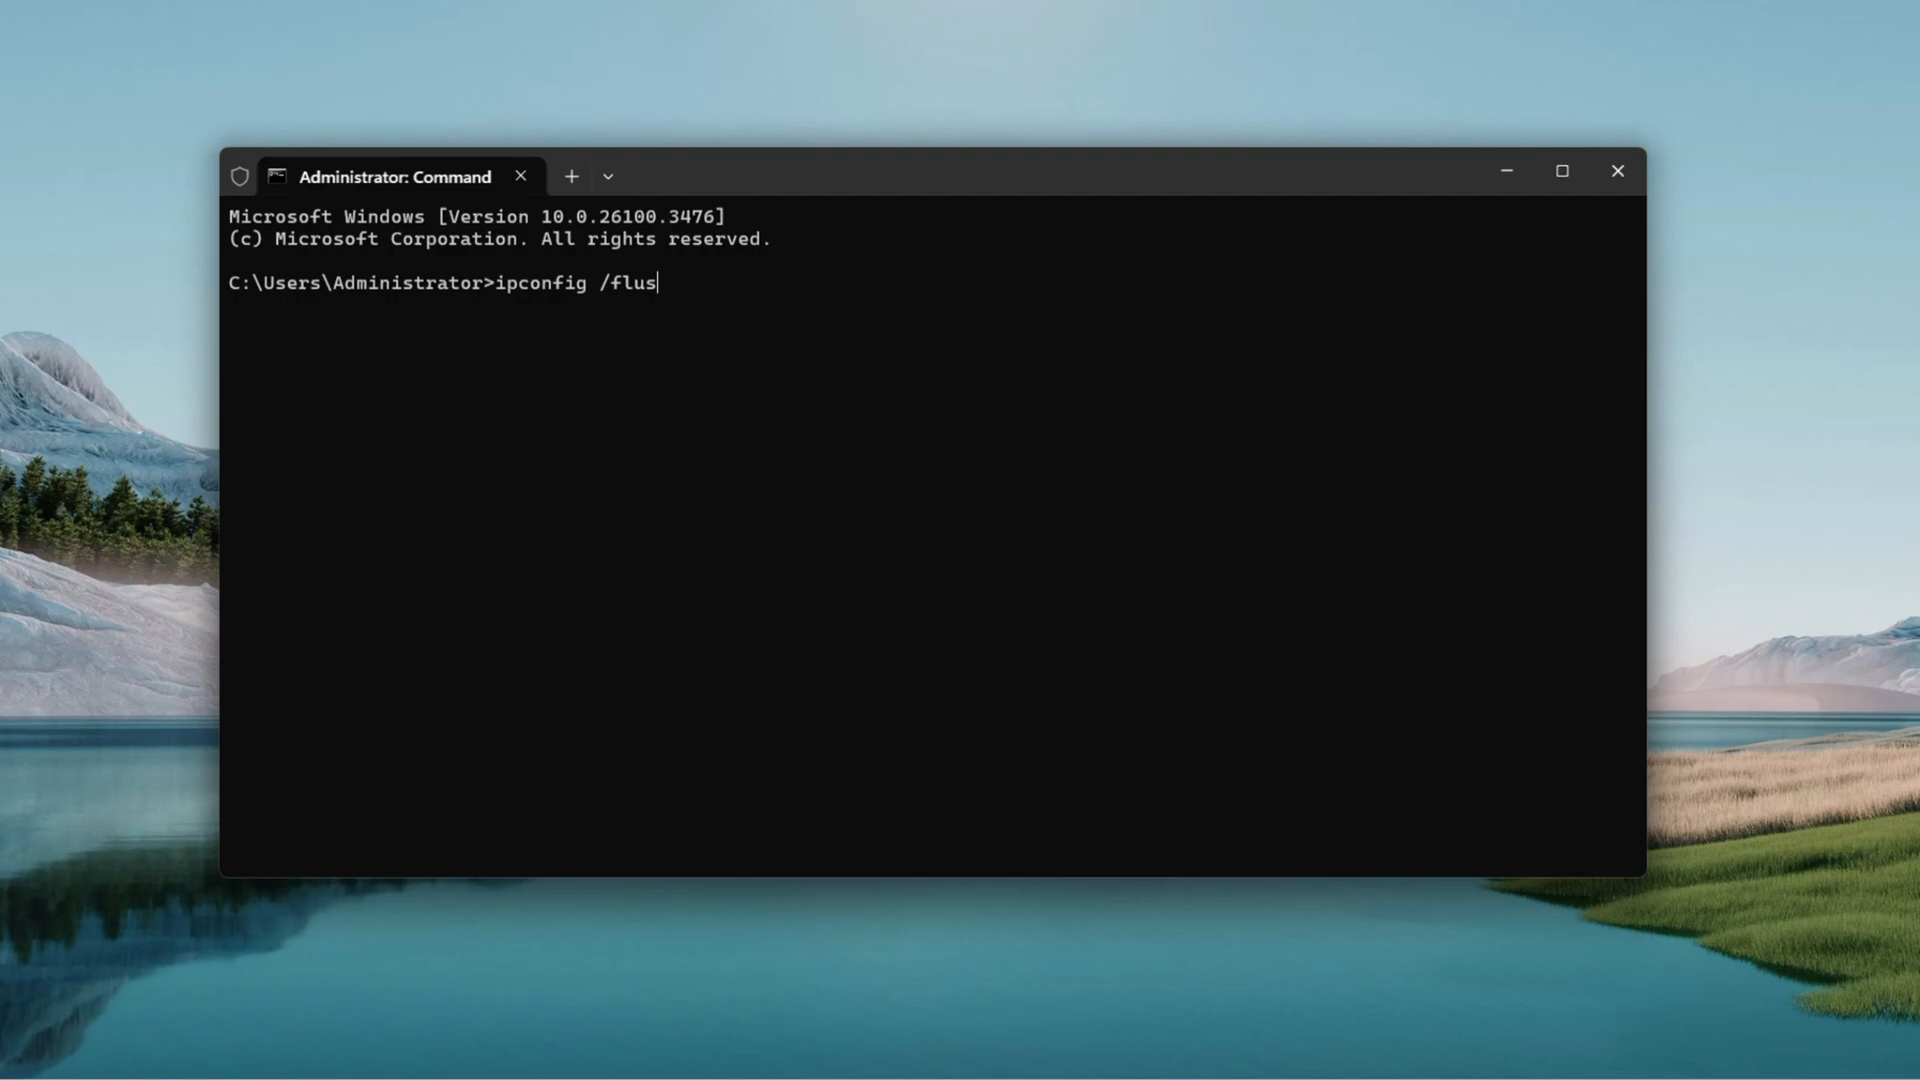 Administrator: Command
Microsoft Windows [Version 10.0.26100.3476]
(c) Microsoft Corporation. All rights reserved.
C:\Users\Administrator>ipconfig /flus